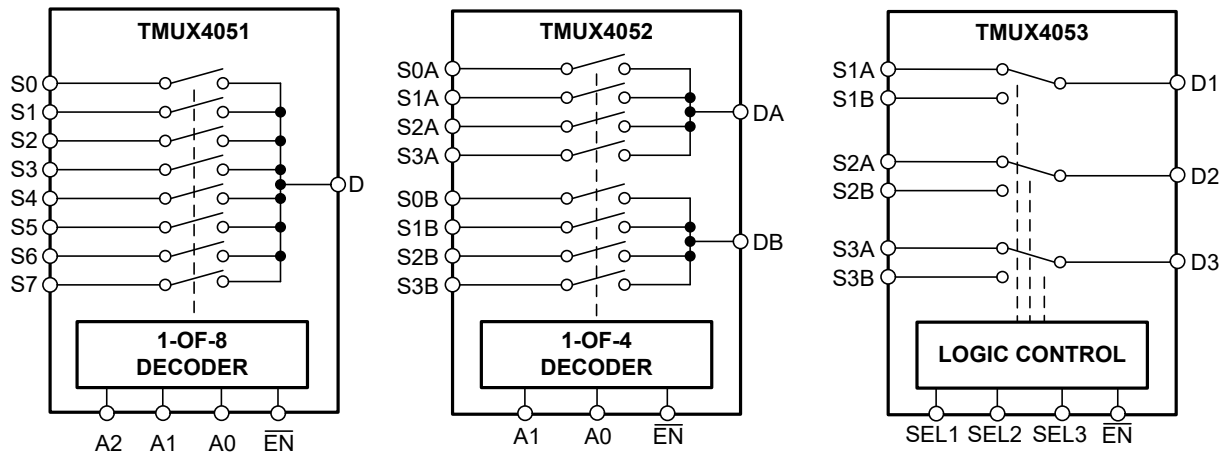 TMUX4051
S0
S1
S2
S3
S4
S5
S6
S7
D
1-OF-8
DECODER
A2 A1 A0 EN
TMUX4052
S0A
S1A
S2A
S3A
S0B
S1B
S2B
S3B
DA
DB
1-OF-4
DECODER
A1 A0 EN
TMUX4053
S1A
S1B
S2A
S2B
S3A
S3B
D1
D2
D3
LOGIC CONTROL
SEL1 SEL2 SEL3 EN